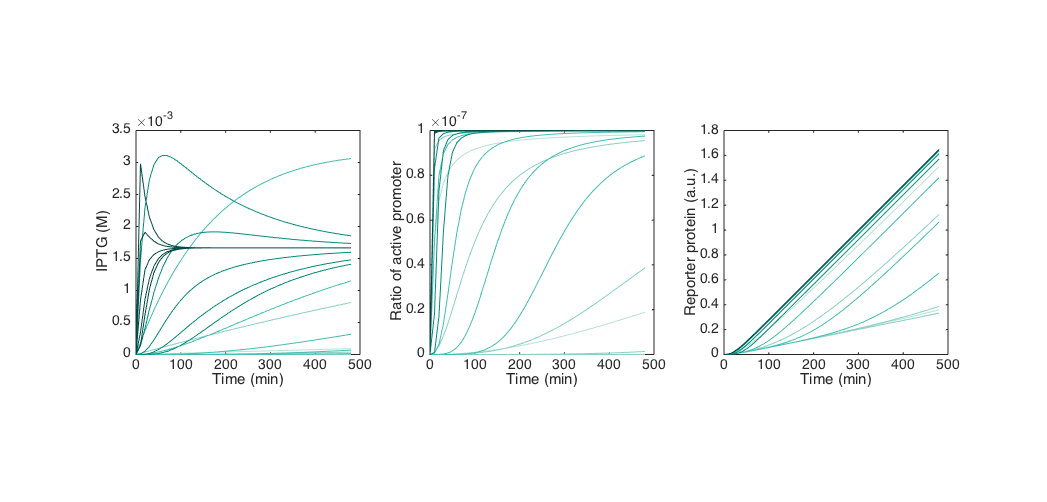 ×10⁻³
3.5
3
2.5
2
1.5
1
0.5
0
IPTG (M)
0 100 200 300 400 500
Time (min)
×10⁻⁷
1
0.8
0.6
0.4
0.2
0
Ratio of active promoter
0 100 200 300 400 500
Time (min)
1.8
1.6
1.4
1.2
1
0.8
0.6
0.4
0.2
0
Reporter protein (a.u.)
0 100 200 300 400 500
Time (min)